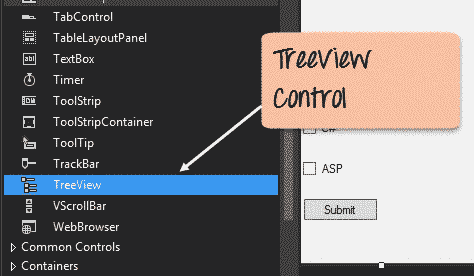 TabControl
TableLayoutPanel
TextBox
Timer
ToolStrip
ToolStripContainer
ToolTip
TrackBar
TreeView
VScrollBar
WebBrowser
Common Controls
Containers
TreeView
Control
ASP
Submit